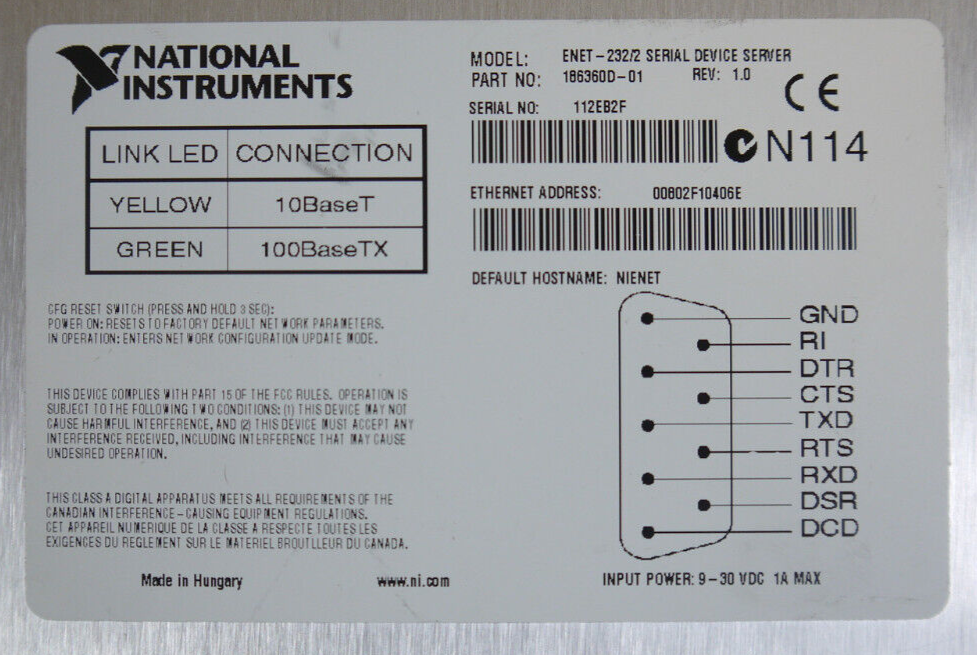 NATIONAL
INSTRUMENTS
LINK LED CONNECTION
YELLOW 10BaseT
GREEN 100BaseTX
CFG RESET SWITCH (PRESS AND HOLD 3 SEC):
POWER ON: RESETS TO FACTORY DEFAULT NETWORK PARAMETERS.
IN OPERATION: ENTERS NETWORK CONFIGURATION UPDATE MODE.
THIS DEVICE COMPLIES WITH PART 15 OF THE FCC RULES. OPERATION IS
SUBJECT TO THE FOLLOWING TWO CONDITIONS: (1) THIS DEVICE MAY NOT
CAUSE HARMFUL INTERFERENCE, AND (2) THIS DEVICE MUST ACCEPT ANY
INTERFERENCE RECEIVED, INCLUDING INTERFERENCE THAT MAY CAUSE
UNDESIRED OPERATION.
THIS CLASS A DIGITAL APPARATUS MEETS ALL REQUIREMENTS OF THE
CANADIAN INTERFERENCE-CAUSING EQUIPMENT REGULATIONS.
CET APPAREIL NUMERIQUE DE LA CLASSE A RESPECTE TOUTES LES
EXIGENCES DU REGLEMENT SUR LE MATERIEL BROUILLEUR DU CANADA.
Made in Hungary www.ni.com
MODEL: ENET-232/2 SERIAL DEVICE SERVER
PART NO: 186360D-01 REV: 1.0
CE
SERIAL NO: 112EB2F
N114
ETHERNET ADDRESS: 00802F10406E
DEFAULT HOSTNAME: NIENET
GND
RI
DTR
CTS
TXD
RTS
RXD
DSR
DCD
INPUT POWER: 9-30 VDC 1A MAX